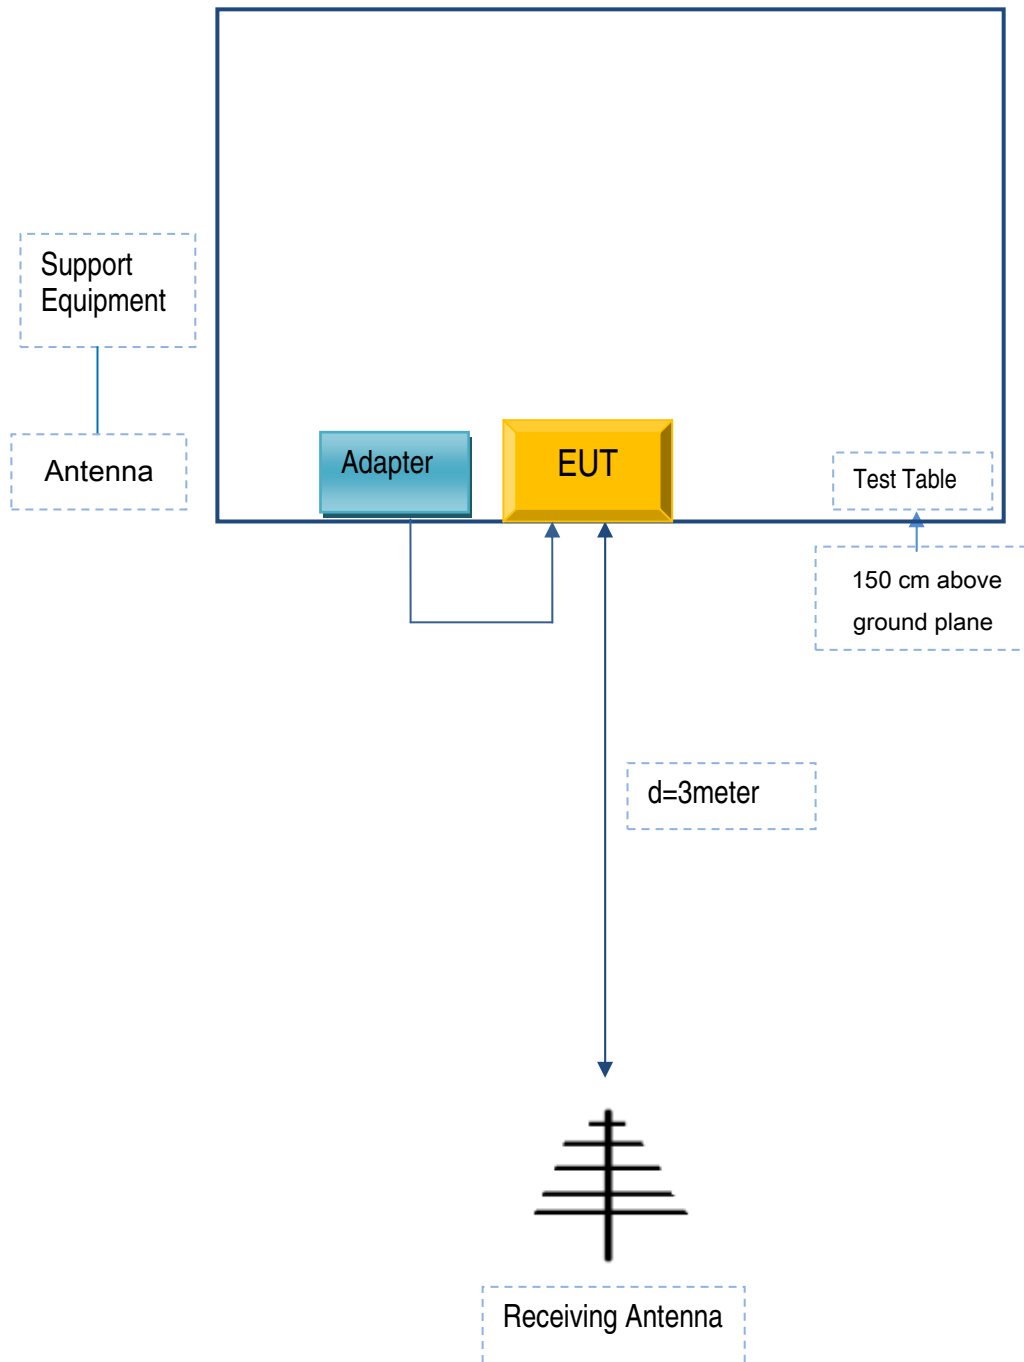 Support
Equipment
Antenna
Adapter
EUT
Test Table
150 cm above
ground plane
d=3meter
Receiving Antenna